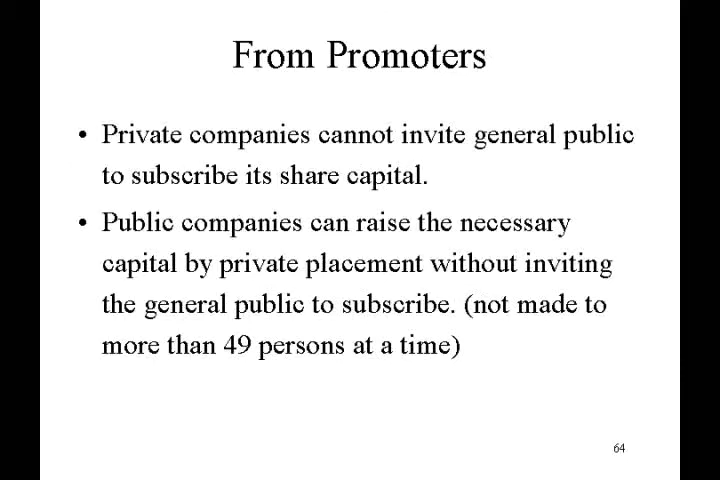 From Promoters
• Private companies cannot invite general public
to subscribe its share capital.
• Public companies can raise the necessary
capital by private placement without inviting
the general public to subscribe. (not made to
more than 49 persons at a time)
64